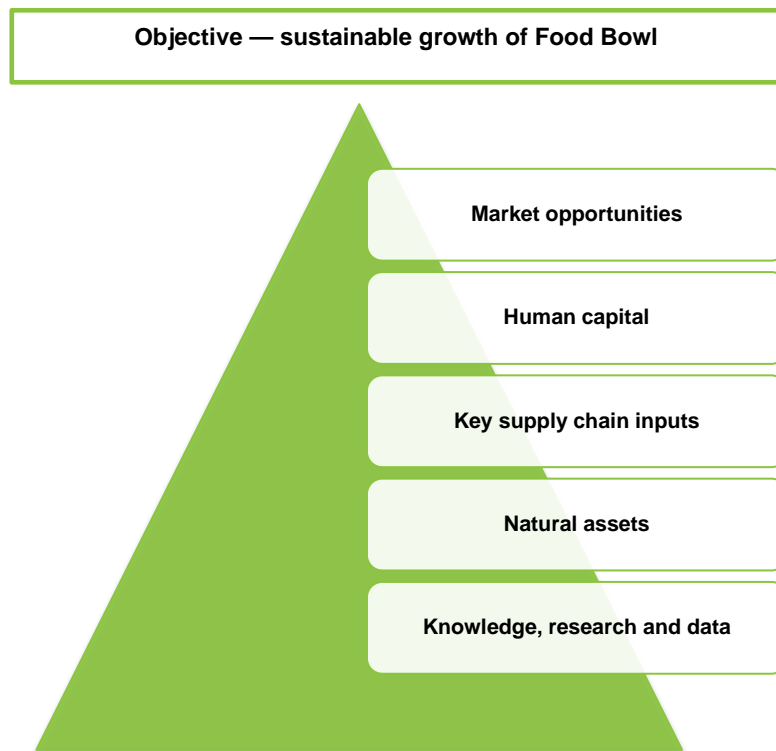 Objective — sustainable growth of Food Bowl
Market opportunities
Human capital
Key supply chain inputs
Natural assets
Knowledge, research and data